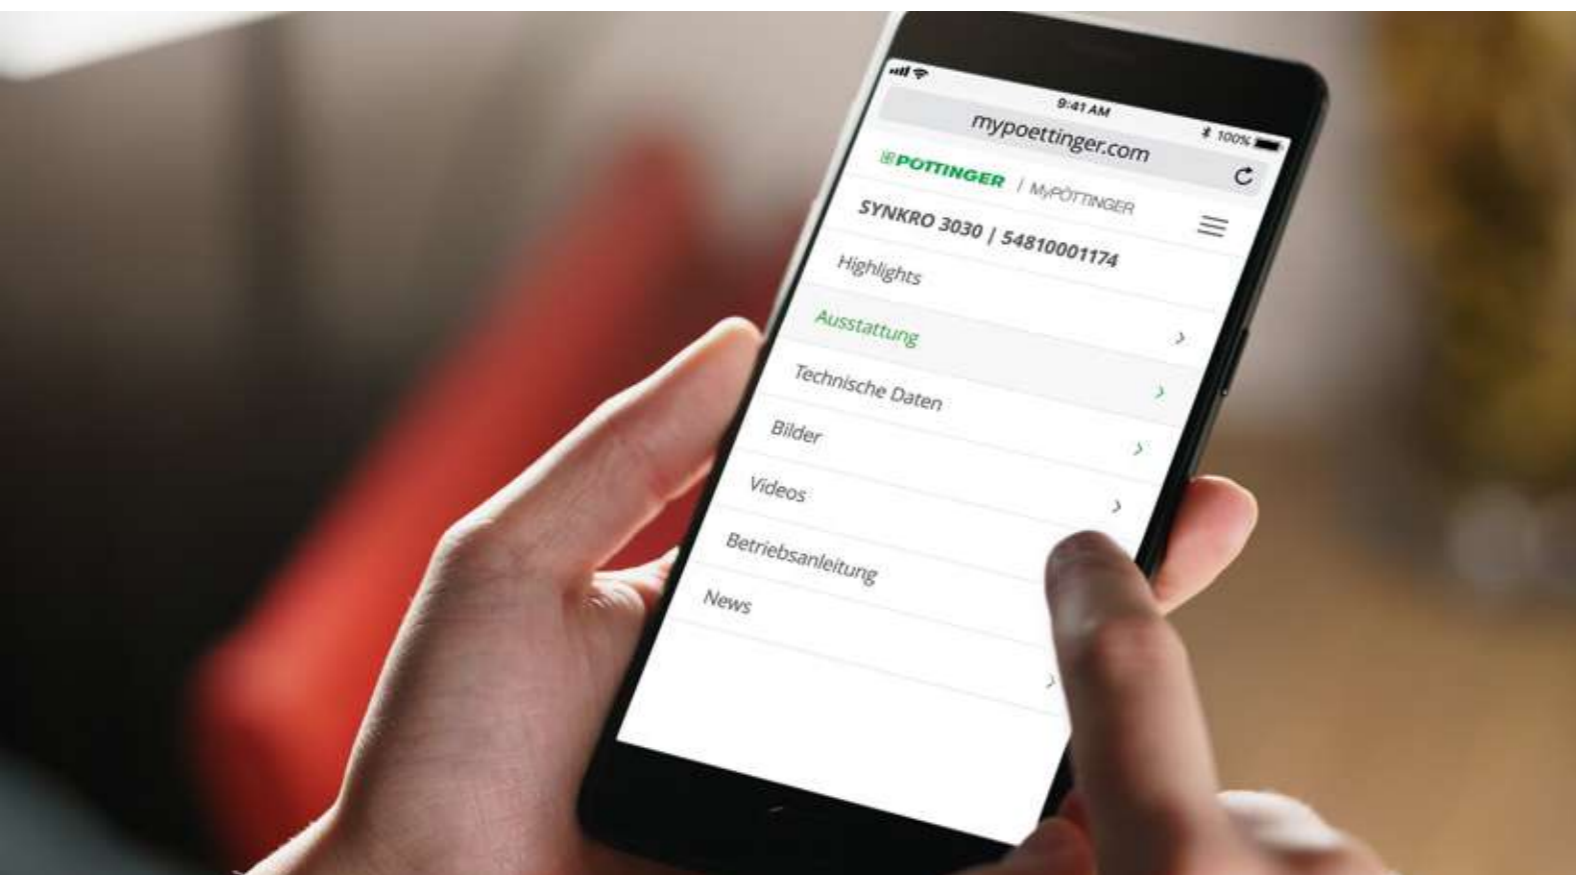 9:41 AM
100%
mypoettinger.com
PÖTTINGER | MyPÖTTINGER
SYNKRO 3030 | 54810001174
Highlights
Ausstattung
Technische Daten
Bilder
Videos
Betriebsanleitung
News